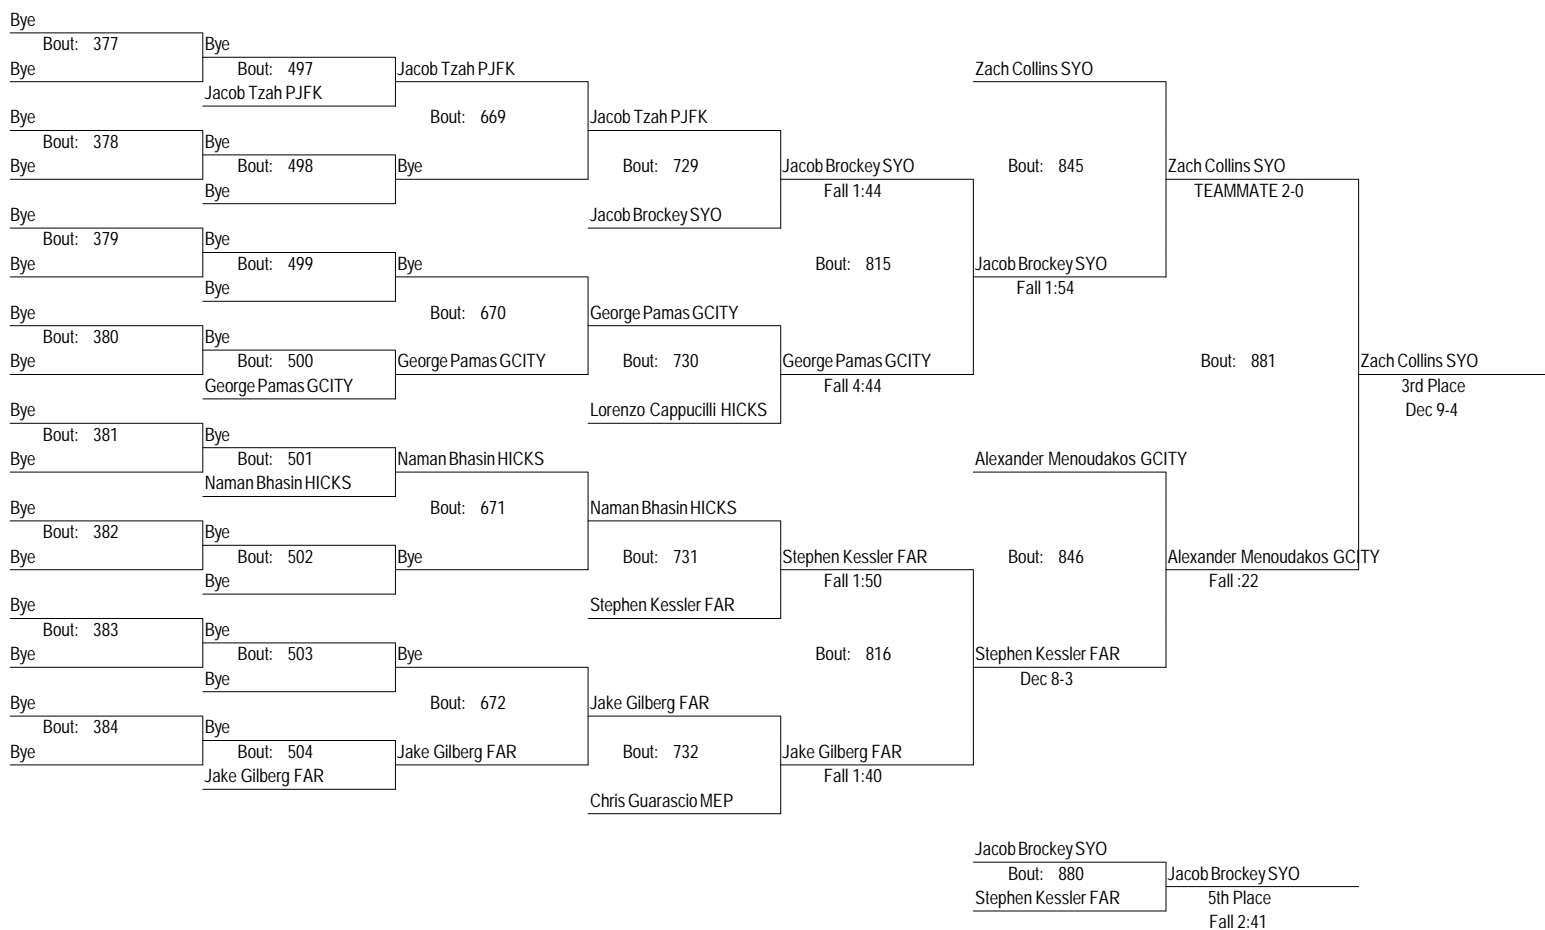 Bye
Bout: 377
Bye
Bye
Bout: 497
Jacob Tzah PJFK
Jacob Tzah PJFK
Zach Collins SYO
Bye
Bout: 378
Bye
Bye
Bout: 498
Bye
Bout: 669
Bye
Jacob Tzah PJFK
Bout: 729
Jacob Brockey SYO
Jacob Brockey SYO
Fall 1:44
Bout: 845
Zach Collins SYO
TEAMMATE 2-0
Bye
Bout: 379
Bye
Bye
Bout: 499
Bye
Bye
Bout: 815
Jacob Brockey SYO
Fall 1:54
Bye
Bout: 380
Bye
Bye
Bout: 500
George Pamas GCITY
Bout: 670
George Pamas GCITY
George Pamas GCITY
Bout: 730
Lorenzo Cappucilli HICKS
George Pamas GCITY
Fall 4:44
Bout: 881
Zach Collins SYO
3rd Place
Dec 9-4
Bye
Bout: 381
Bye
Bye
Bout: 501
Naman Bhasin HICKS
Naman Bhasin HICKS
Alexander Menoudakos GCITY
Bye
Bout: 382
Bye
Bye
Bout: 502
Bye
Bout: 671
Bye
Naman Bhasin HICKS
Bout: 731
Stephen Kessler FAR
Stephen Kessler FAR
Fall 1:50
Bout: 846
Alexander Menoudakos GCITY
Fall :22
Bye
Bout: 383
Bye
Bye
Bout: 503
Bye
Bye
Bout: 816
Stephen Kessler FAR
Dec 8-3
Bye
Bout: 384
Bye
Bye
Bout: 504
Jake Gilberg FAR
Bout: 672
Jake Gilberg FAR
Jake Gilberg FAR
Bout: 732
Chris Guarascio MEP
Jake Gilberg FAR
Fall 1:40
Jacob Brockey SYO
Bout: 880
Stephen Kessler FAR
Jacob Brockey SYO
5th Place
Fall 2:41